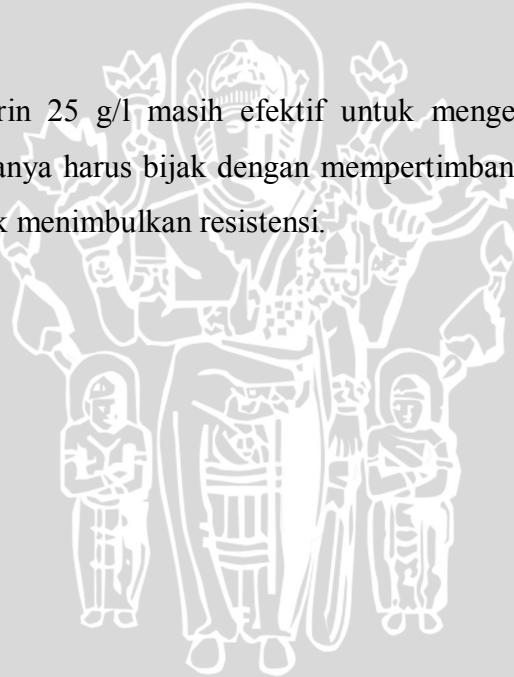 rin 25 g/l masih efektif untuk menge
anya harus bijak dengan mempertimban
k menimbulkan resistensi.